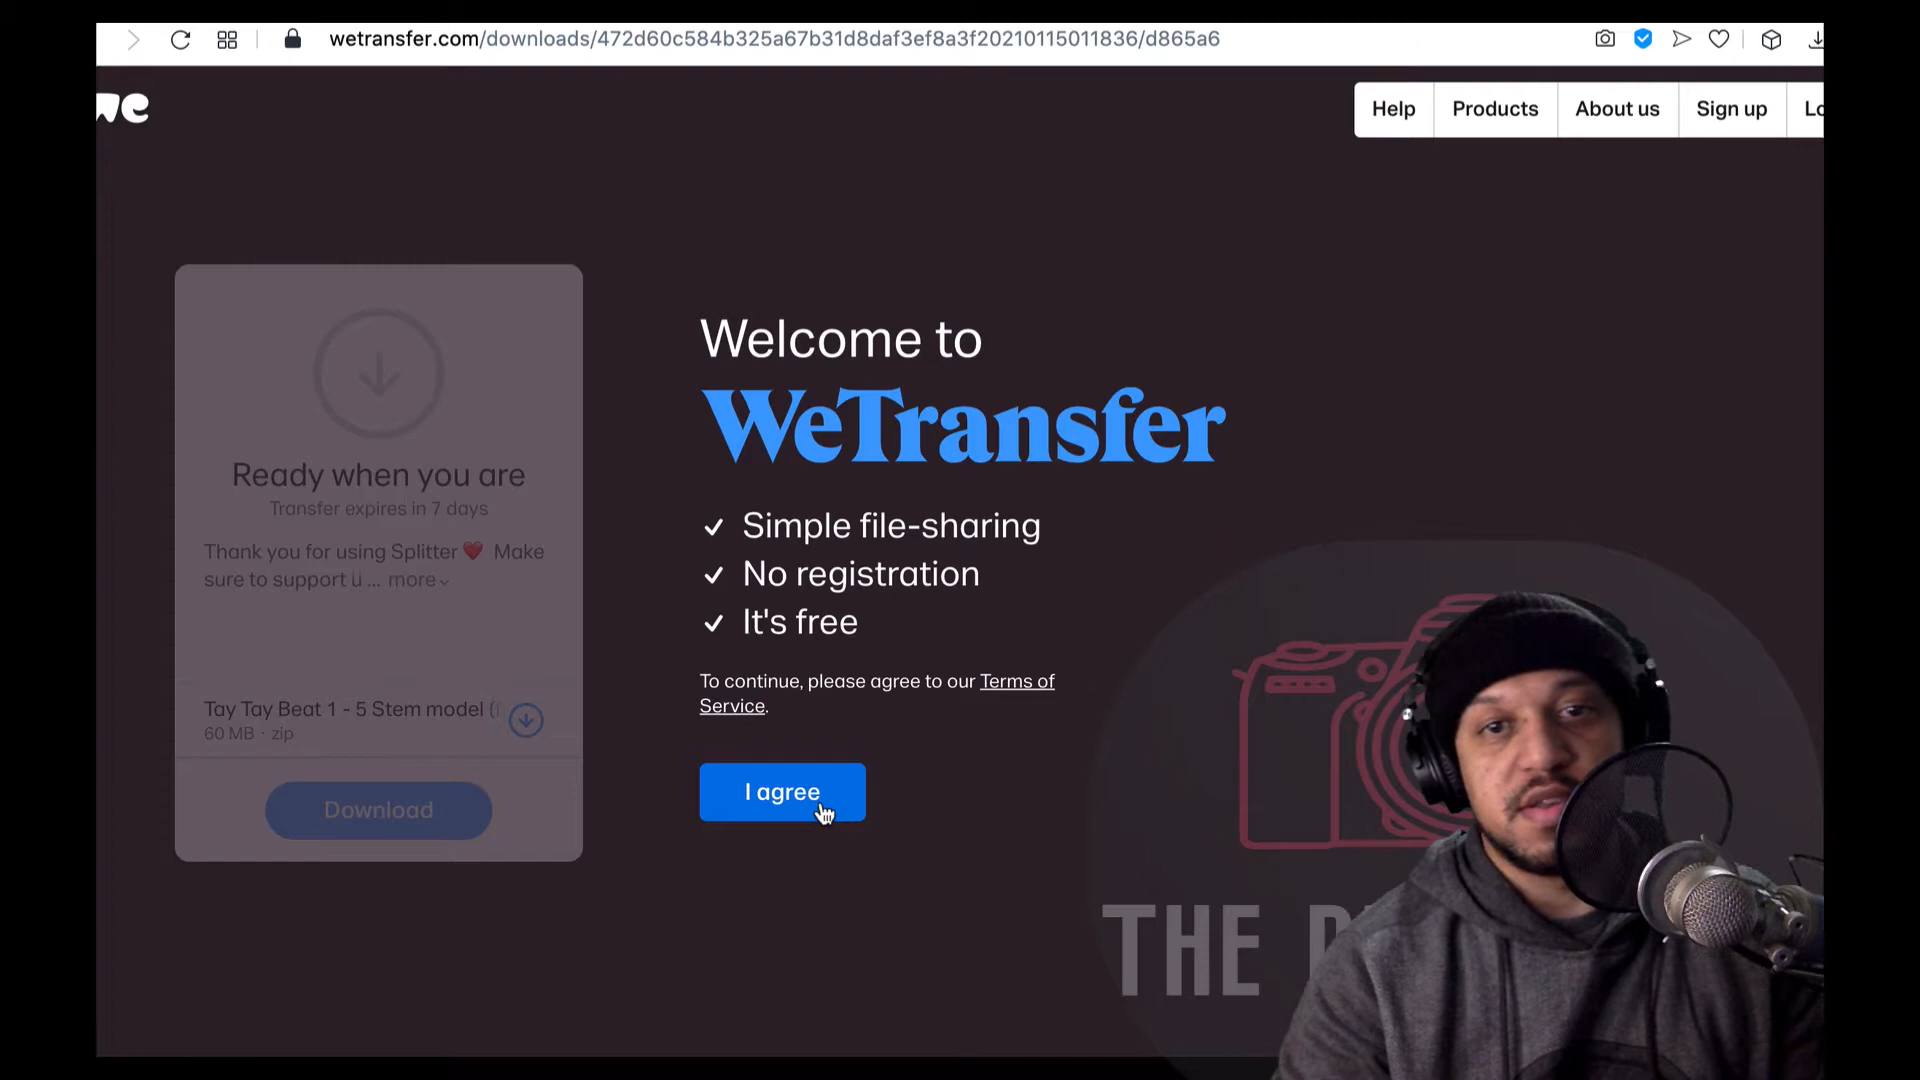 wetransfer.com/downloads/472d60c584b325a67b31d8daf3ef8a3f20210115011836/d865a6
we
Help Products About us Sign up Lo
Ready when you are
Transfer expires in 7 days
Thank you for using Splitter ❤️ Make
sure to support u ... more
Tay Tay Beat 1 - 5 Stem model (
60 MB · zip
Download
Welcome to
WeTransfer
✓ Simple file-sharing
✓ No registration
✓ It's free
To continue, please agree to our Terms of
Service.
I agree
THE